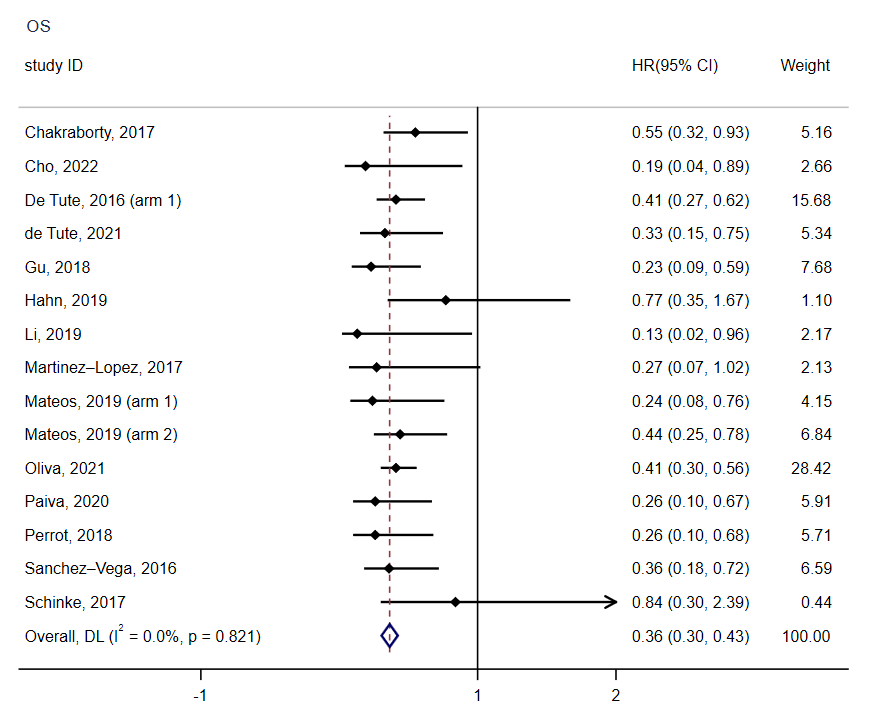 OS
study ID HR(95% CI) Weight
Chakraborty, 2017 0.55 (0.32, 0.93) 5.16
Cho, 2022 0.19 (0.04, 0.89) 2.66
De Tute, 2016 (arm 1) 0.41 (0.27, 0.62) 15.68
de Tute, 2021 0.33 (0.15, 0.75) 5.34
Gu, 2018 0.23 (0.09, 0.59) 7.68
Hahn, 2019 0.77 (0.35, 1.67) 1.10
Li, 2019 0.13 (0.02, 0.96) 2.17
Martinez–Lopez, 2017 0.27 (0.07, 1.02) 2.13
Mateos, 2019 (arm 1) 0.24 (0.08, 0.76) 4.15
Mateos, 2019 (arm 2) 0.44 (0.25, 0.78) 6.84
Oliva, 2021 0.41 (0.30, 0.56) 28.42
Paiva, 2020 0.26 (0.10, 0.67) 5.91
Perrot, 2018 0.26 (0.10, 0.68) 5.71
Sanchez–Vega, 2016 0.36 (0.18, 0.72) 6.59
Schinke, 2017 0.84 (0.30, 2.39) 0.44
Overall, DL (I² = 0.0%, p = 0.821) 0.36 (0.30, 0.43) 100.00
-1 1 2